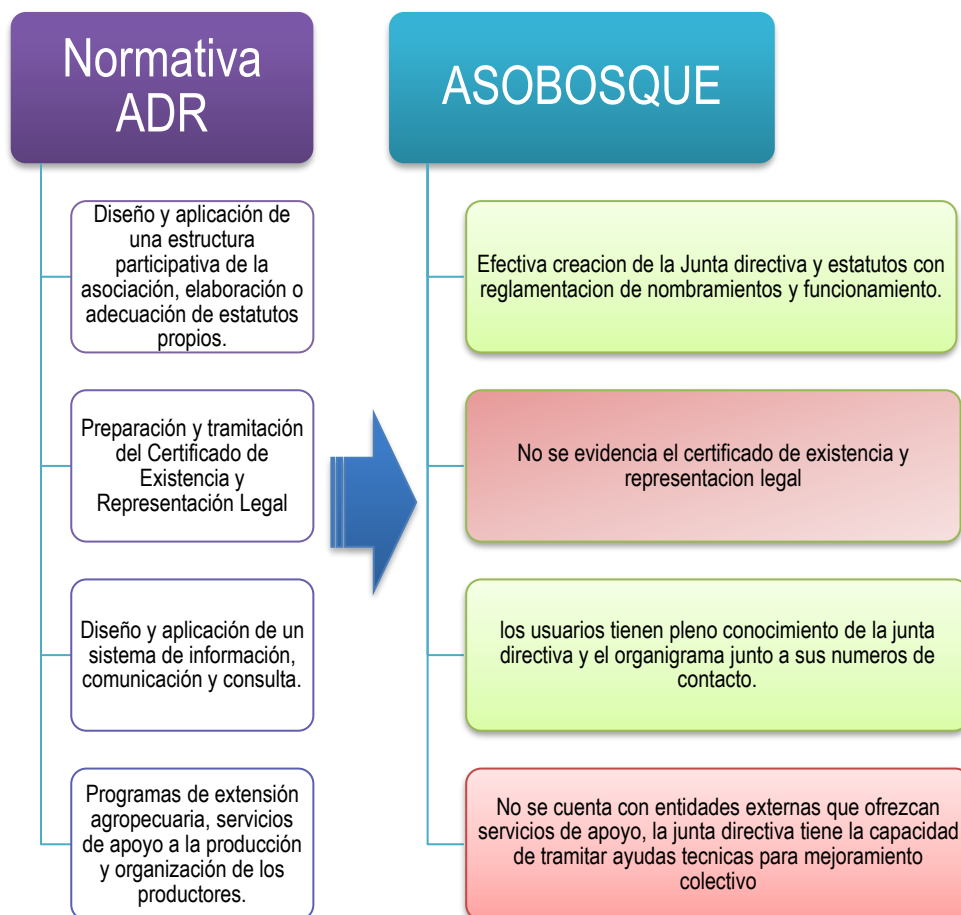 Normativa
ADR
Diseño y aplicación de
una estructura
participativa de la
asociación, elaboración o
adecuación de estatutos
propios.
Preparación y tramitación
del Certificado de
Existencia y
Representación Legal
Diseño y aplicación de un
sistema de información,
comunicación y consulta.
Programas de extensión
agropecuaria, servicios
de apoyo a la producción
y organización de los
productores.
ASOBOSQUE
Efectiva creacion de la Junta directiva y estatutos con
reglamentacion de nombramientos y funcionamiento.
No se evidencia el certificado de existencia y
representacion legal
los usuarios tienen pleno conocimiento de la junta
directiva y el organigrama junto a sus numeros de
contacto.
No se cuenta con entidades externas que ofrezcan
servicios de apoyo, la junta directiva tiene la capacidad
de tramitar ayudas tecnicas para mejoramiento
colectivo